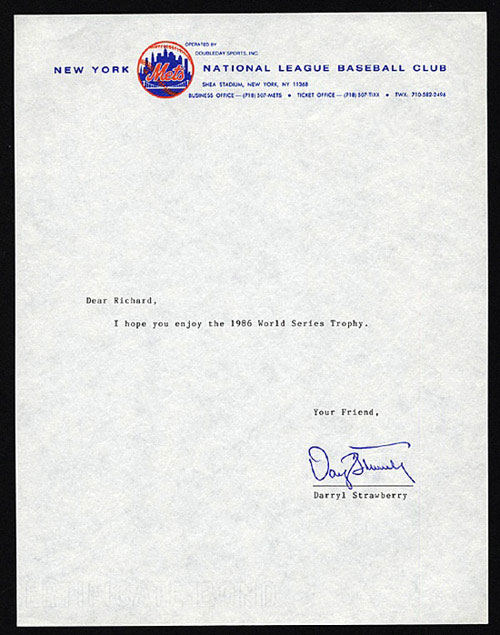 OPERATED BY
DOUBLEDAY SPORTS, INC.
NEW YORK Mets NATIONAL LEAGUE BASEBALL CLUB
SHEA STADIUM, NEW YORK, NY 11368
BUSINESS OFFICE — (718) 507-METS • TICKET OFFICE — (718) 507-TIXX • TWX: 710-582-2496
Dear Richard,
I hope you enjoy the 1986 World Series Trophy.
Your Friend,
Darryl Strawberry